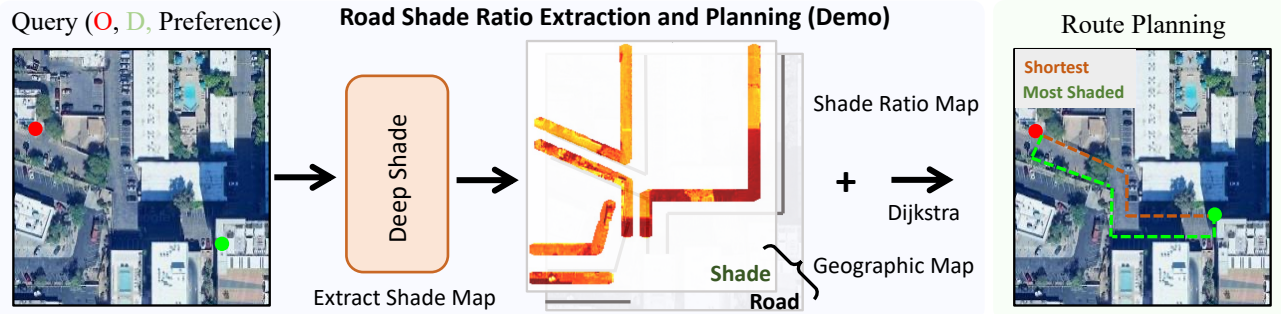 Query (O, D, Preference)
Road Shade Ratio Extraction and Planning (Demo)
Route Planning
Deep Shade
Extract Shade Map
Shade
Road
Shade Ratio Map
+
Dijkstra
Geographic Map
Shortest
Most Shaded